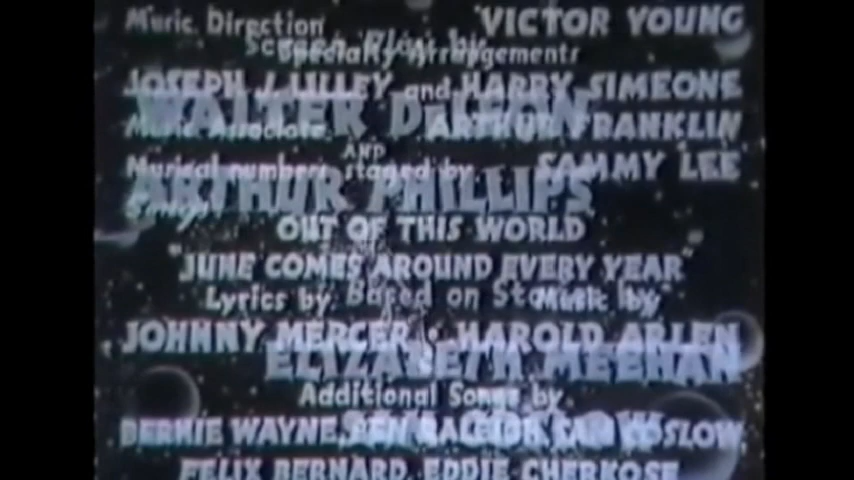 Music Direction VICTOR YOUNG
Screen Play by
Specialty Arrangements
JOSEPH J. LILLEY and HARRY SIMEONE
WALTER DeLEON
Music Associate ARTHUR FRANKLIN
AND
Musical numbers staged by SAMMY LEE
ARTHUR PHILLIPS
Songs
OUT OF THIS WORLD
"JUNE COMES AROUND EVERY YEAR"
Lyrics by Music by
Based on Stories by
JOHNNY MERCER · HAROLD ARLEN
ELIZABETH MEEHAN
Additional Songs by
BERNIE WAYNE, BEN RALEIGH, SAM COSLOW
FELIX BERNARD, EDDIE CHERKOSE